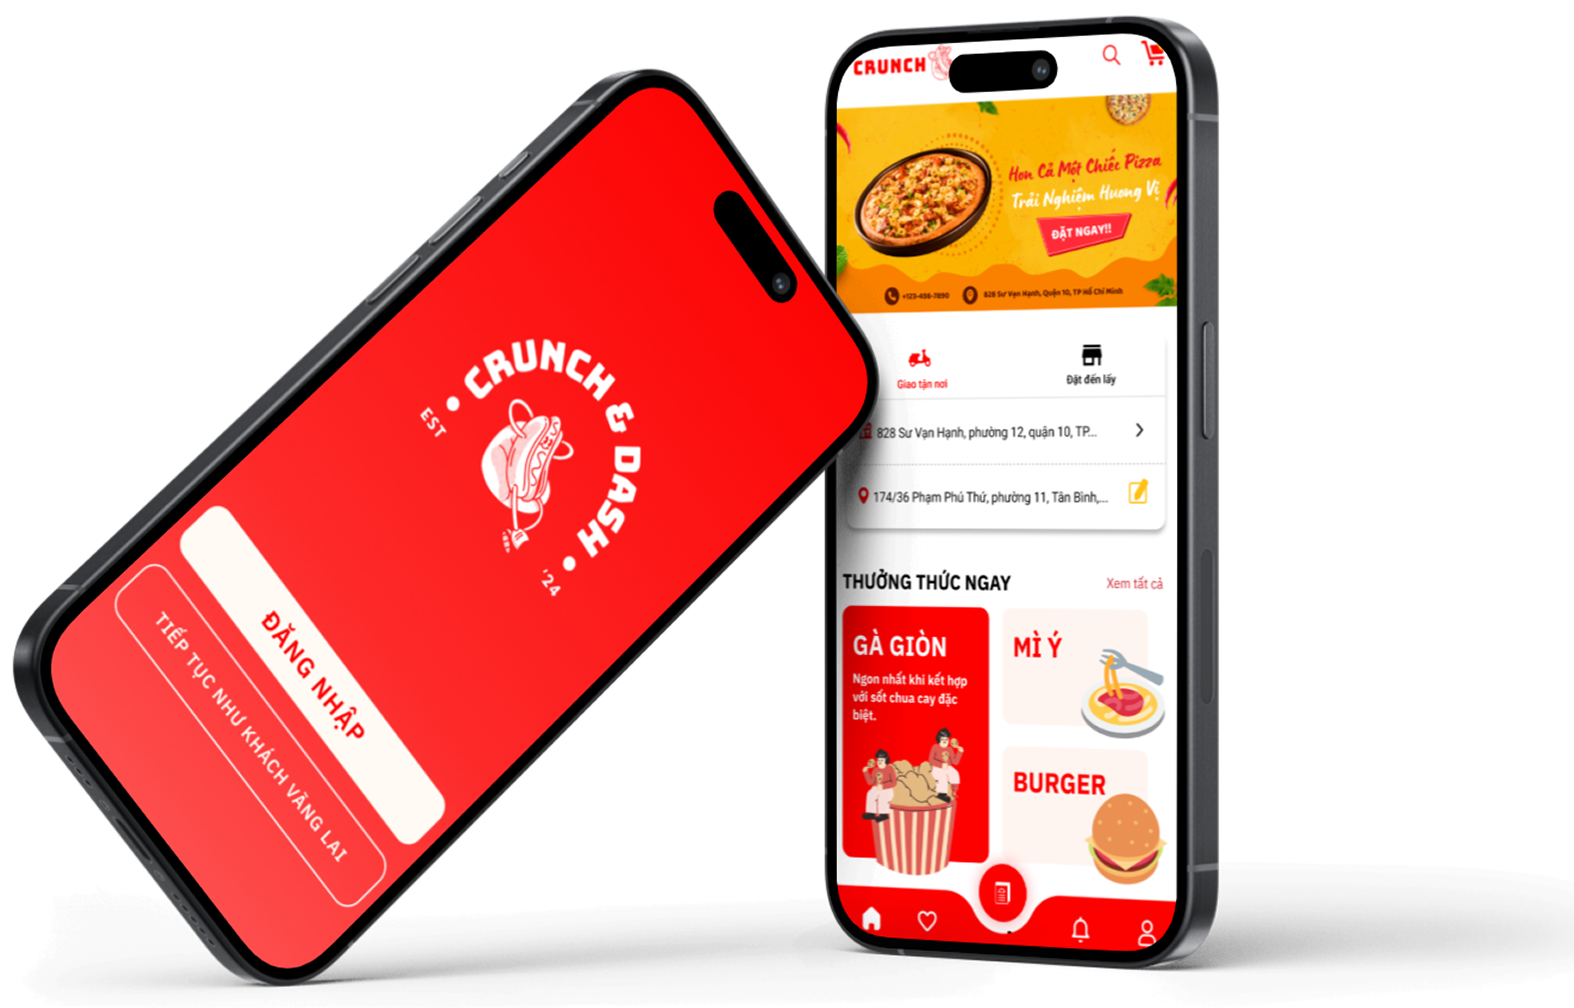 EST • CRUNCH & DASH • '24
ĐĂNG NHẬP
TIẾP TỤC NHƯ KHÁCH VÃNG LAI
CRUNCH
Hơn Cả Một Chiếc Pizza
Trải Nghiệm Hương Vị
ĐẶT NGAY!!
+123-456-7890
828 Sư Vạn Hạnh, Quận 10, TP Hồ Chí Minh
Giao tận nơi
Đặt đến lấy
828 Sư Vạn Hạnh, phường 12, quận 10, TP...
174/36 Phạm Phú Thứ, phường 11, Tân Bình,...
THƯỞNG THỨC NGAY
Xem tất cả
GÀ GIÒN
Ngon nhất khi kết hợp
với sốt chua cay đặc
biệt.
MÌ Ý
BURGER